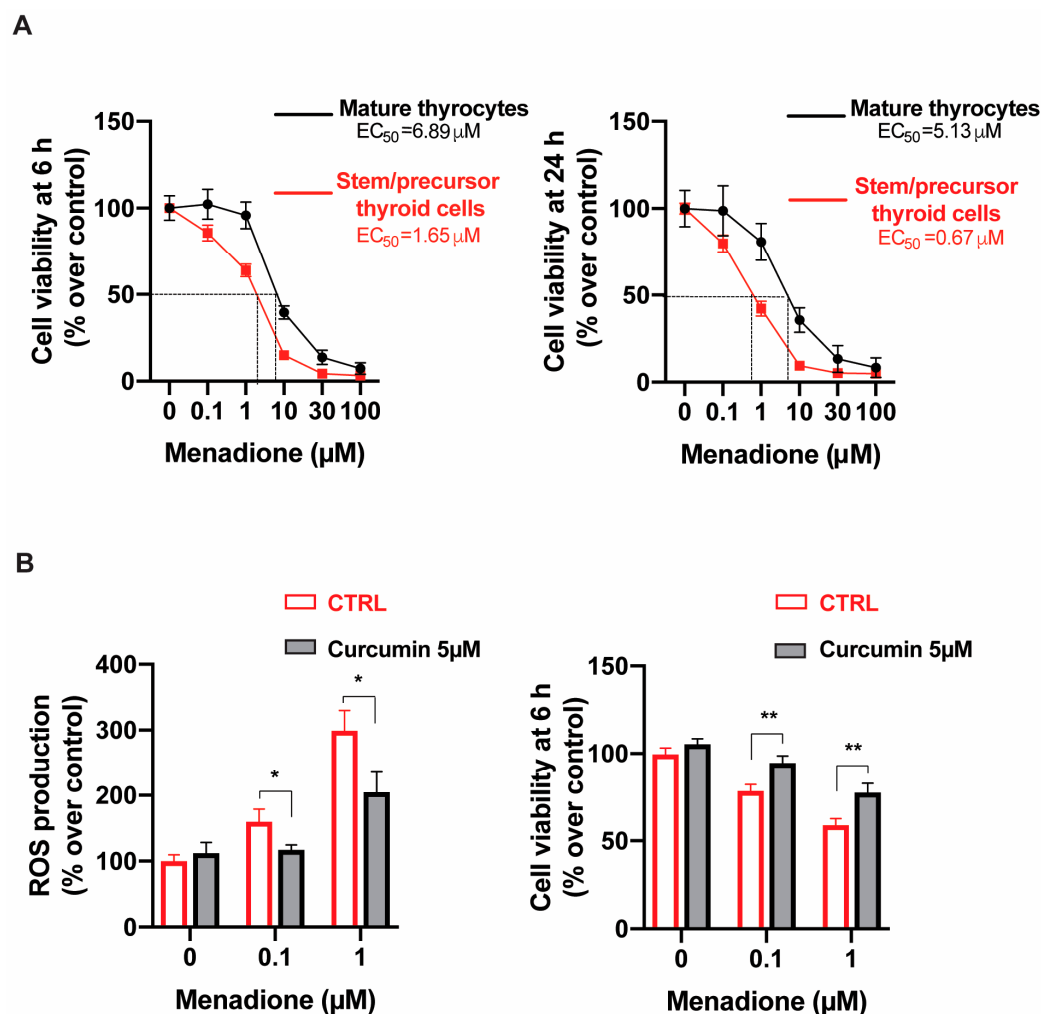 A
150
100
50
0
Cell viability at 6 h
(% over control)
Mature thyrocytes
EC50=6.89 μM
Stem/precursor
thyroid cells
EC50=1.65 μM
0 0.1 1 10 30 100
Menadione (μM)
150
100
50
0
Cell viability at 24 h
(% over control)
Mature thyrocytes
EC50=5.13 μM
Stem/precursor
thyroid cells
EC50 =0.67 μM
0 0.1 1 10 30 100
Menadione (μM)
B
CTRL
Curcumin 5μM
400
300
200
100
0
ROS production
(% over control)
*
*
0 0.1 1
Menadione (μM)
CTRL
Curcumin 5μM
150
100
50
0
Cell viability at 6 h
(% over control)
**
**
0 0.1 1
Menadione (μM)